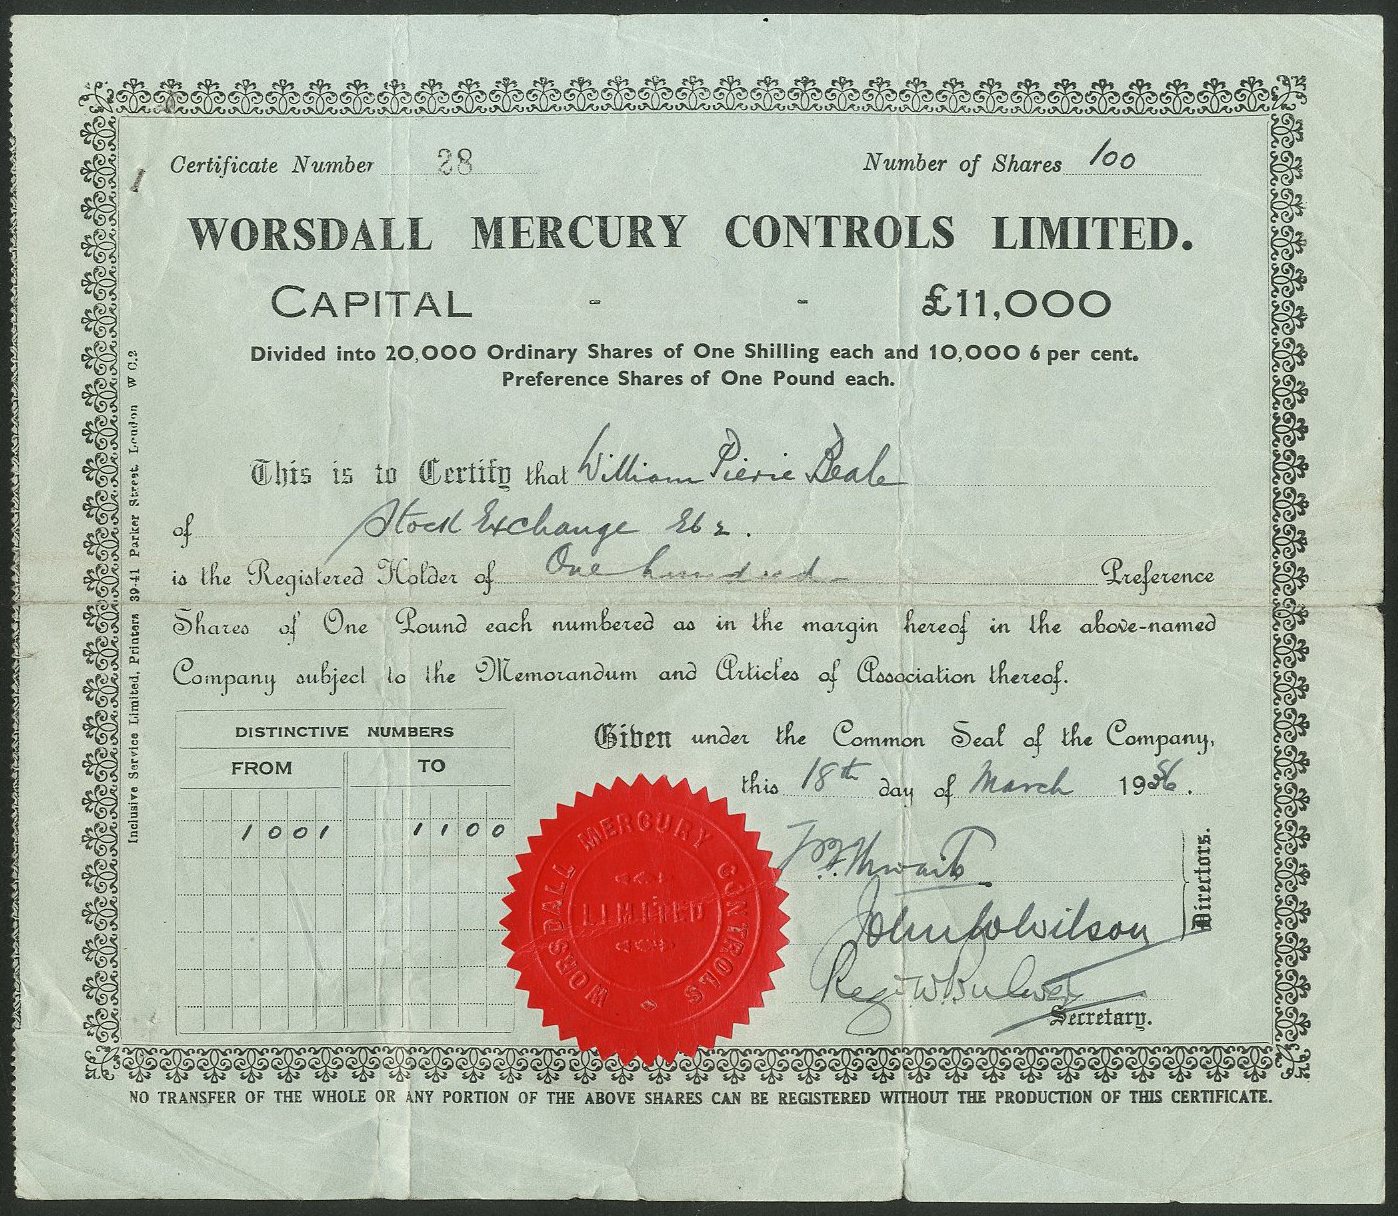 Certificate Number 28
Number of Shares 100
WORSDALL MERCURY CONTROLS LIMITED.
CAPITAL - - £11,000
Divided into 20,000 Ordinary Shares of One Shilling each and 10,000 6 per cent.
Preference Shares of One Pound each.
This is to Certify that William Pierie Beale
of Stock Exchange
is the Registered Holder of One hundred Preference
Shares of One Pound each numbered as in the margin hereof in the above-named
Company subject to the Memorandum and Articles of Association thereof.
DISTINCTIVE NUMBERS
FROM TO
1001 1100
Given under the Common Seal of the Company,
this 18th day of March 1936.
John W Wilson
Directors.
Secretary.
WORSDALL MERCURY CONTROLS
LIMITED
NO TRANSFER OF THE WHOLE OR ANY PORTION OF THE ABOVE SHARES CAN BE REGISTERED WITHOUT THE PRODUCTION OF THIS CERTIFICATE.
Inclusive Service Limited, Printers 39-41 Parker Street, London W C.2